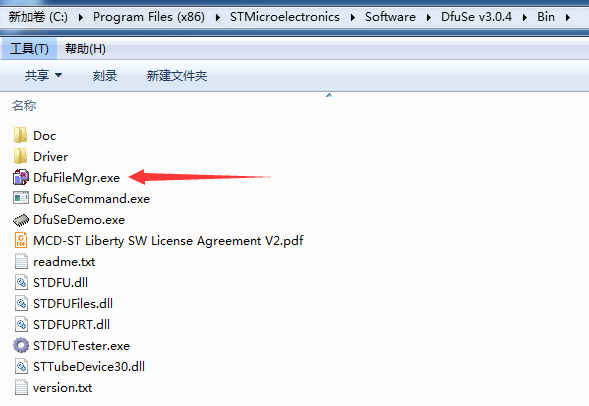 新加卷 (C:) Program Files (x86) STMicroelectronics Software DfuSe v3.0.4 Bin
工具(T) 帮助(H)
共享 刻录 新建文件夹
名称
Doc
Driver
DfuFileMgr.exe
DfuSeCommand.exe
DfuSeDemo.exe
MCD-ST Liberty SW License Agreement V2.pdf
readme.txt
STDFU.dll
STDFUFiles.dll
STDFUPRT.dll
STDFUTester.exe
STTubeDevice30.dll
version.txt